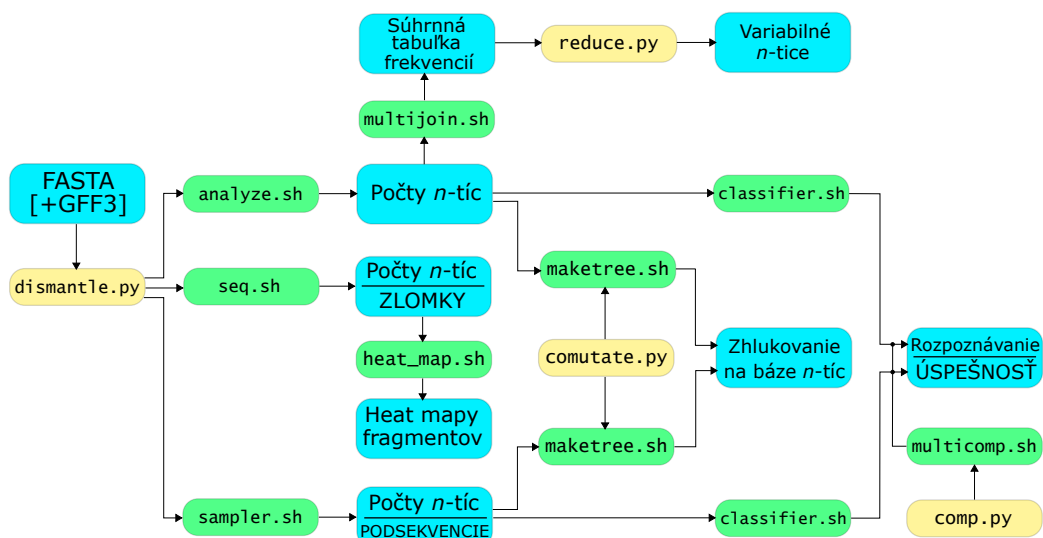 Súhrnná
tabuľka
frekvencií
reduce.py
Variabilné
n-tice
multijoin.sh
FASTA
[+GFF3]
analyze.sh
Počty n-tíc
classifier.sh
dismantle.py
seq.sh
Počty n-tíc
ZLOMKY
maketree.sh
heat_map.sh
comutate.py
Zhlukovanie
na báze n-tíc
Rozpoznávanie
ÚSPEŠNOSŤ
Heat mapy
fragmentov
maketree.sh
multicomp.sh
sampler.sh
Počty n-tíc
PODSEKVENCIE
classifier.sh
comp.py